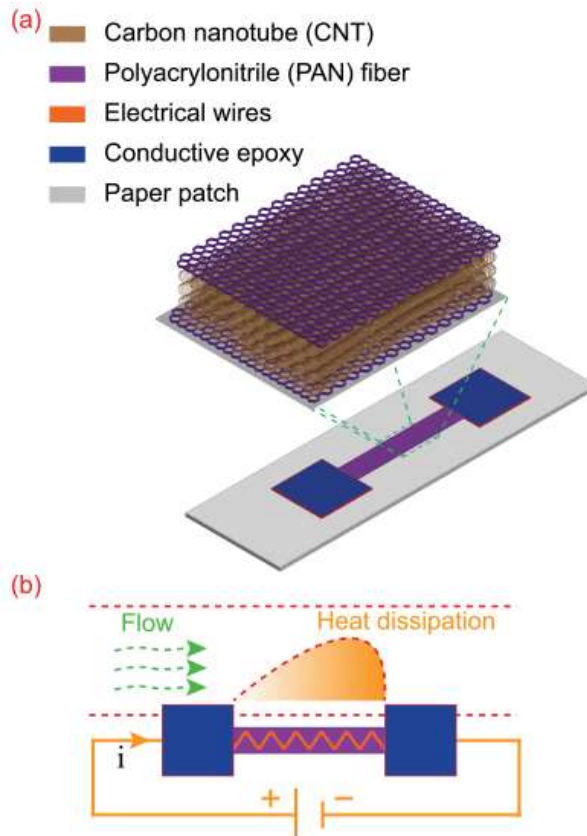 (a)
Carbon nanotube (CNT)
Polyacrylonitrile (PAN) fiber
Electrical wires
Conductive epoxy
Paper patch
(b)
Flow
Heat dissipation
i
+ −